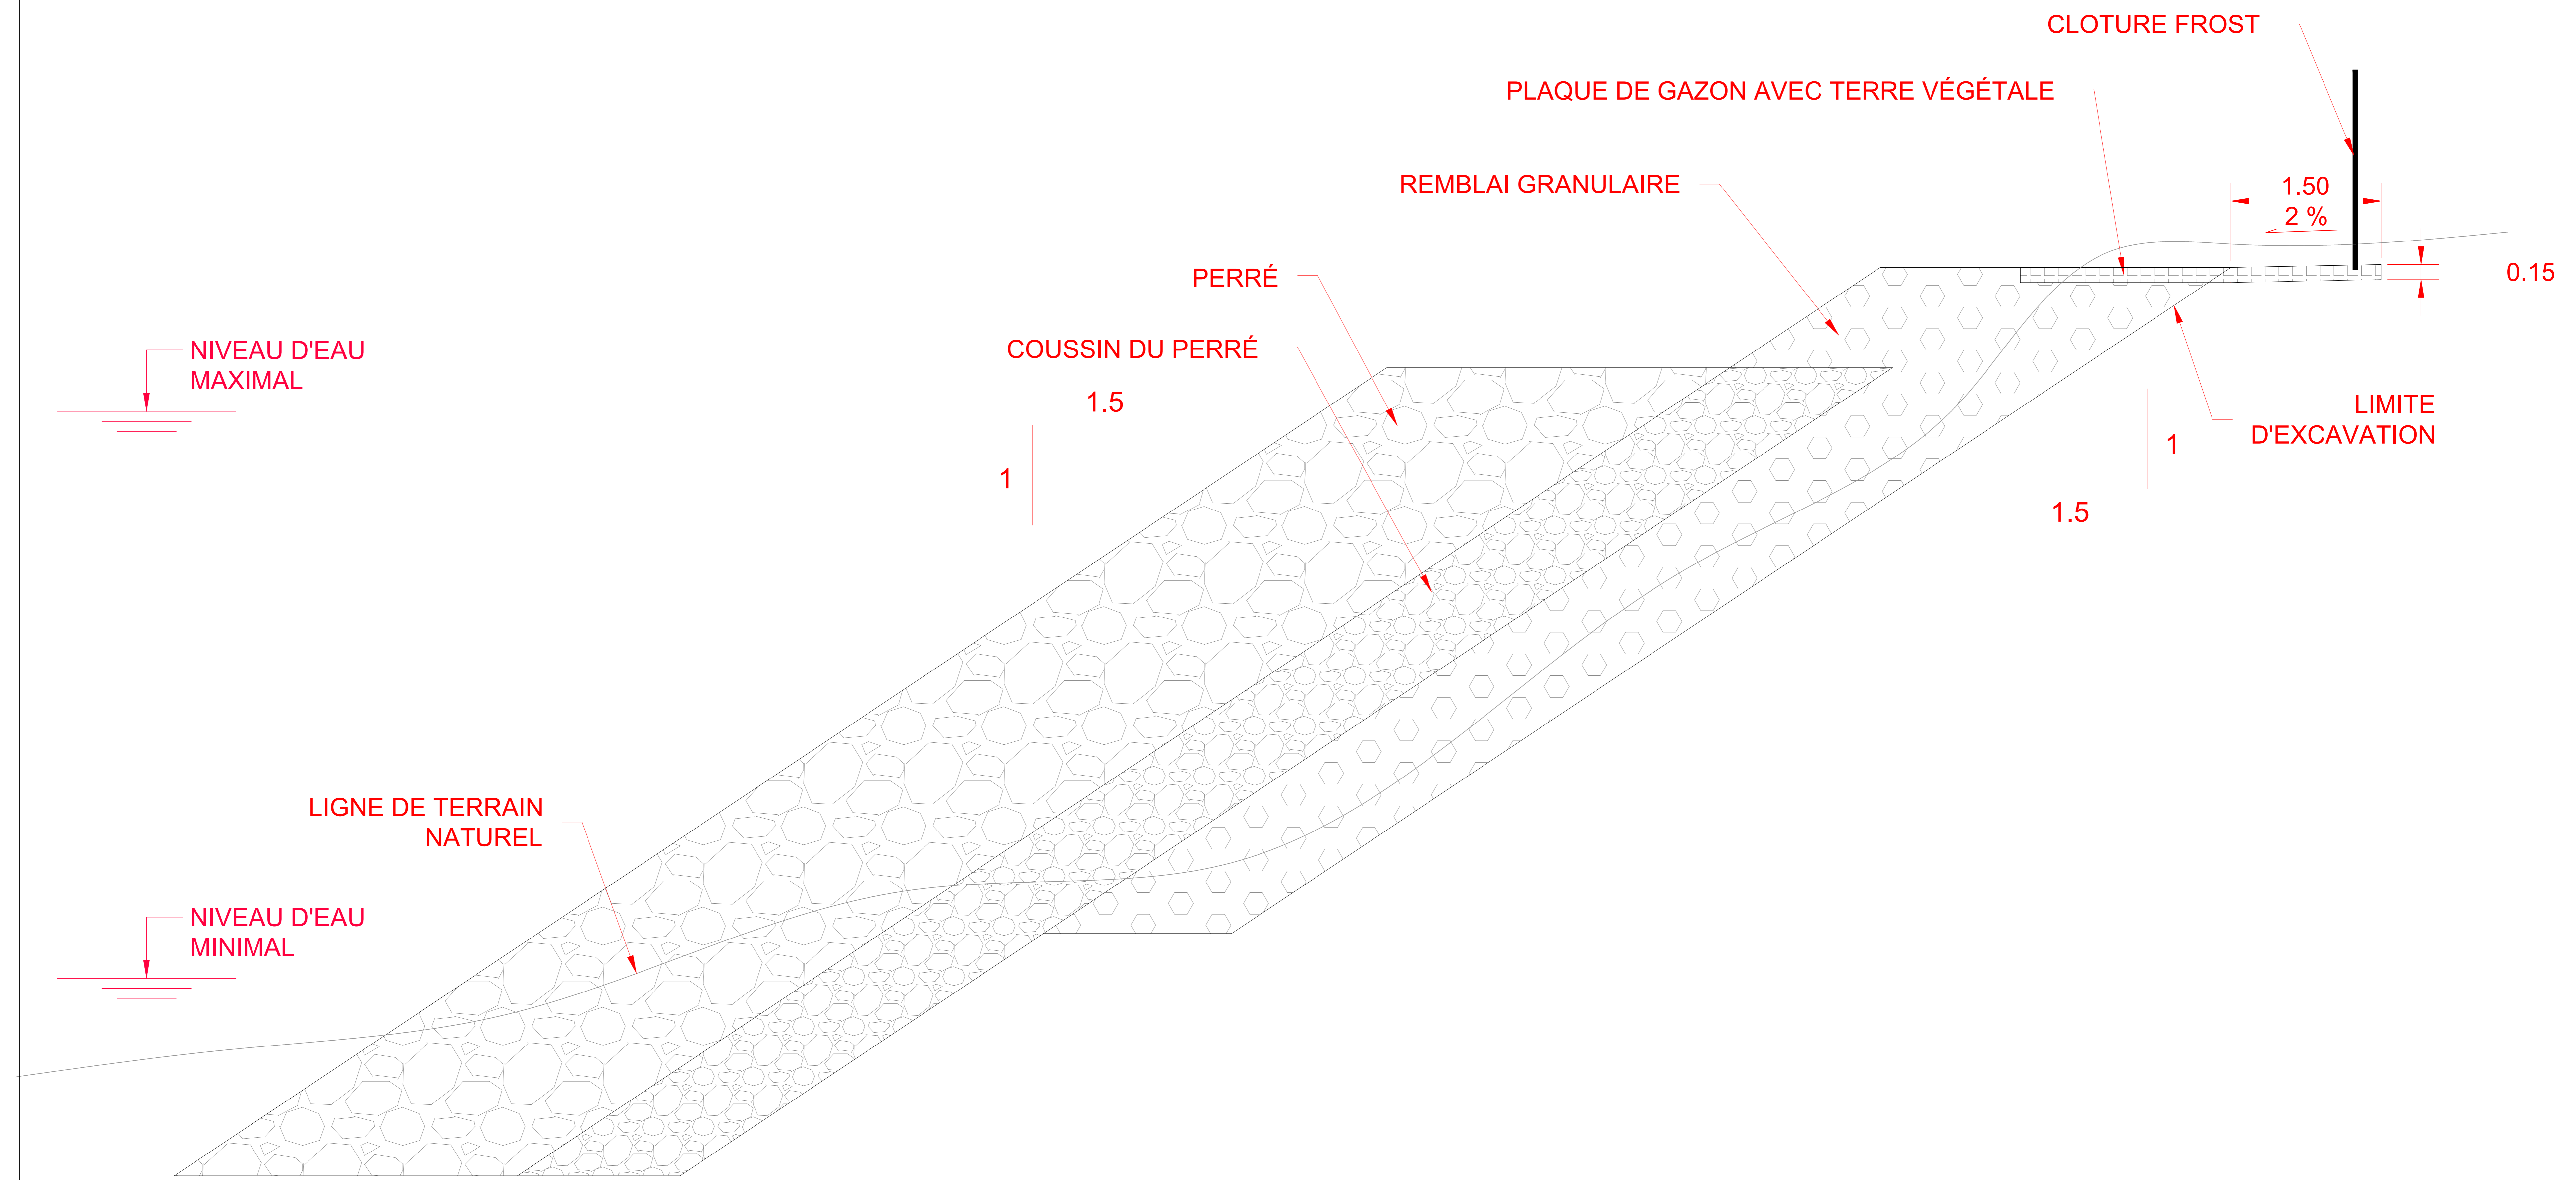 CLOTURE FROST
PLAQUE DE GAZON AVEC TERRE VÉGÉTALE
REMBLAI GRANULAIRE
1.50
2 %
0.15
PERRÉ
COUSSIN DU PERRÉ
NIVEAU D'EAU
MAXIMAL
1.5
1
LIMITE
D'EXCAVATION
1
1.5
LIGNE DE TERRAIN
NATUREL
NIVEAU D'EAU
MINIMAL